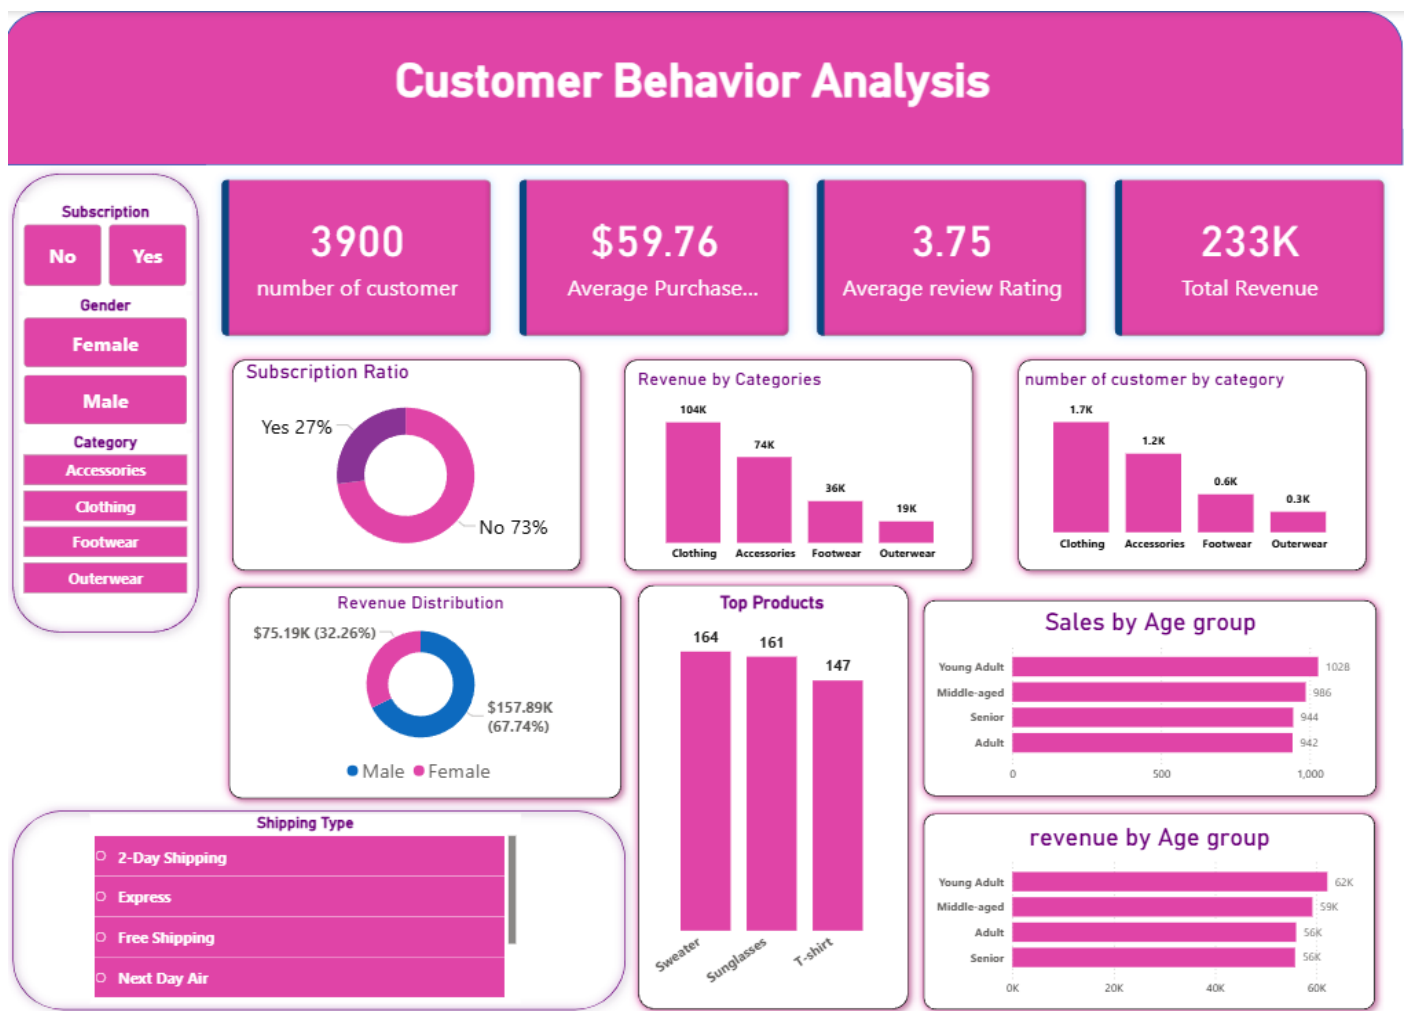 Customer Behavior Analysis
Subscription
No
Yes
Gender
Female
Male
Category
Accessories
Clothing
Footwear
Outerwear
3900
number of customer
$59.76
Average Purchase...
3.75
Average review Rating
233K
Total Revenue
Subscription Ratio
Yes 27%
No 73%
Revenue by Categories
104K
74K
36K
19K
Clothing
Accessories
Footwear
Outerwear
number of customer by category
1.7K
1.2K
0.6K
0.3K
Clothing
Accessories
Footwear
Outerwear
Revenue Distribution
$75.19K (32.26%)
$157.89K
(67.74%)
Male
Female
Top Products
164
161
147
Sweater
Sunglasses
T-shirt
Sales by Age group
Young Adult
1028
Middle-aged
986
Senior
944
Adult
942
0
500
1,000
Shipping Type
2-Day Shipping
Express
Free Shipping
Next Day Air
revenue by Age group
Young Adult
62K
Middle-aged
59K
Adult
56K
Senior
56K
0K
20K
40K
60K